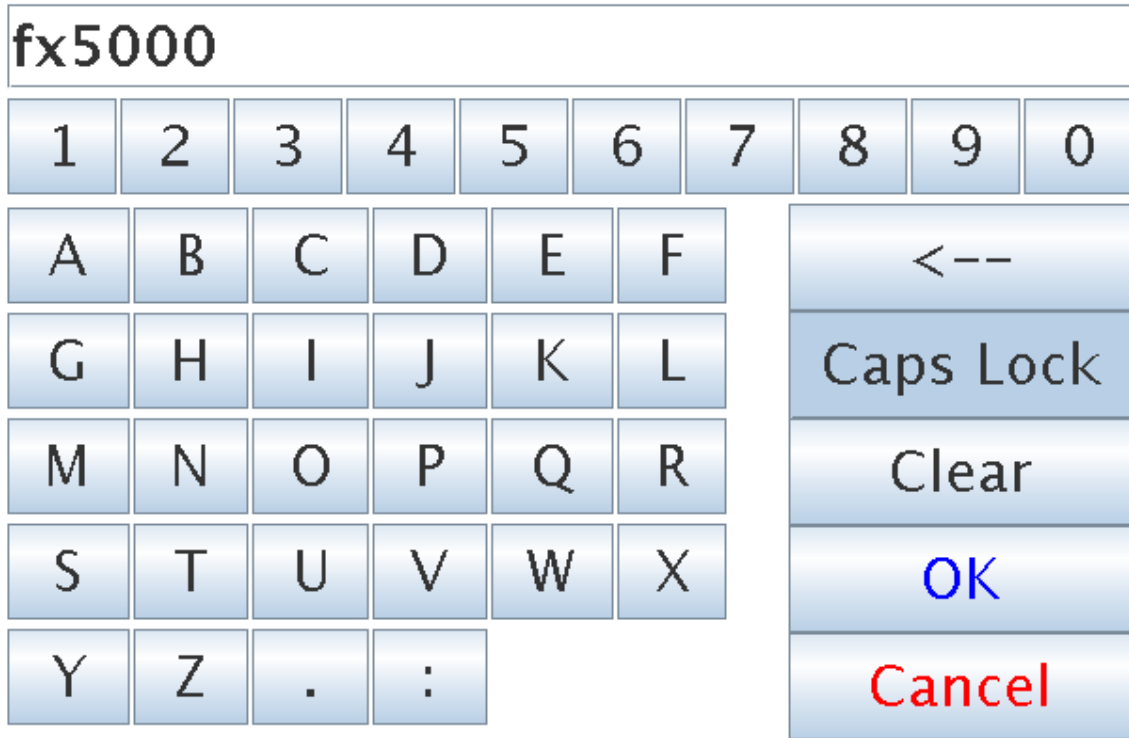 fx5000
1 2 3 4 5 6 7 8 9 0
A B C D E F <--
G H I J K L Caps Lock
M N O P Q R Clear
S T U V W X OK
Y Z . : Cancel